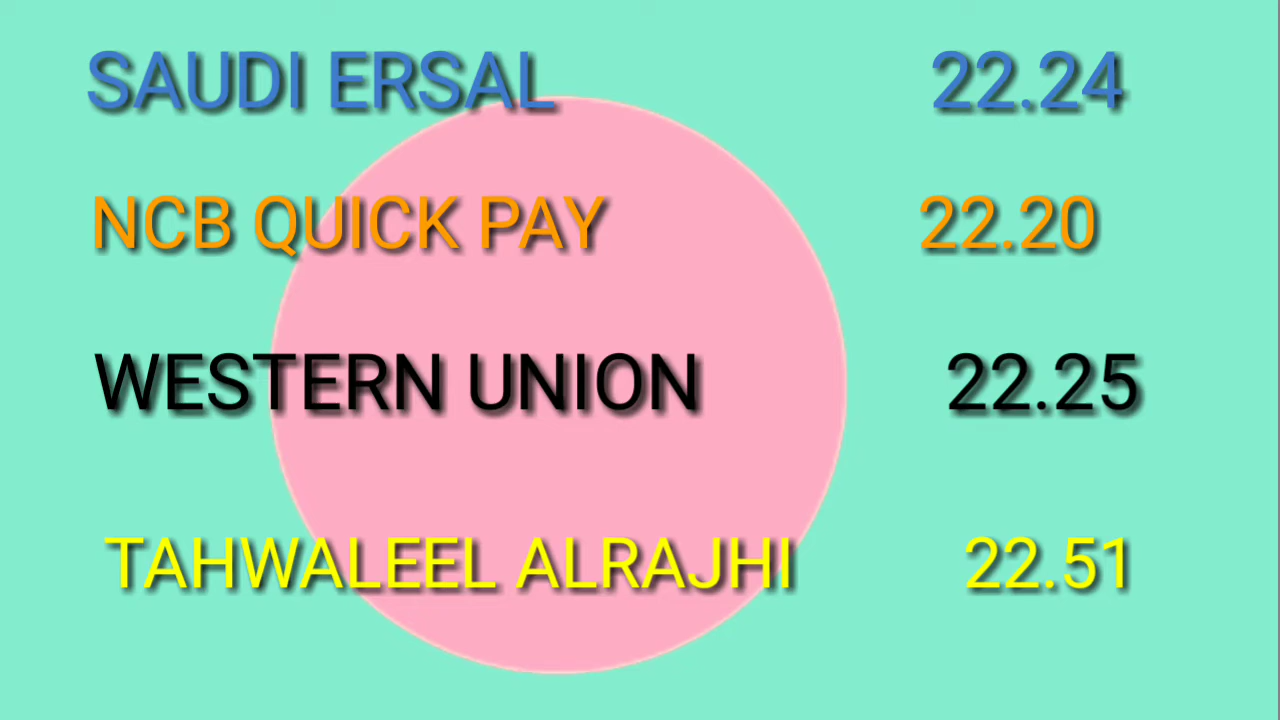 SAUDI ERSAL 22.24
NCB QUICK PAY 22.20
WESTERN UNION 22.25
TAHWALEEL ALRAJHI 22.51